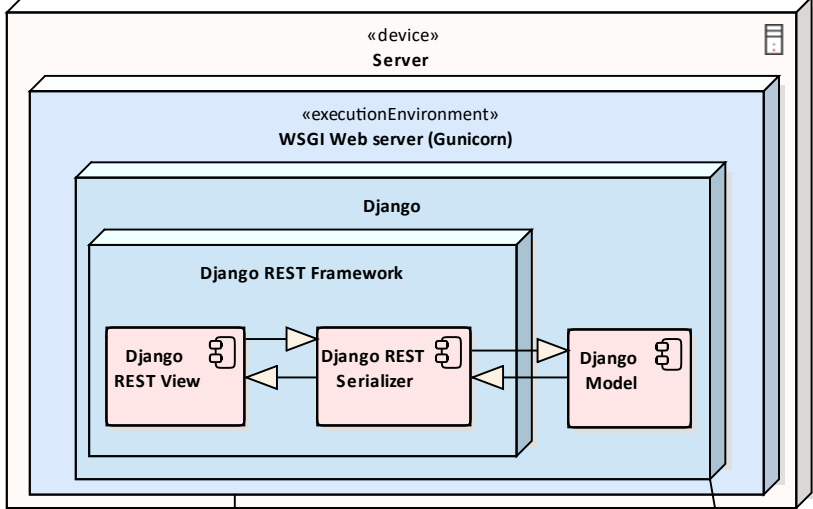 «device»
Server
«executionEnvironment»
WSGI Web server (Gunicorn)
Django
Django REST Framework
Django
REST View
Django REST
Serializer
Django
Model